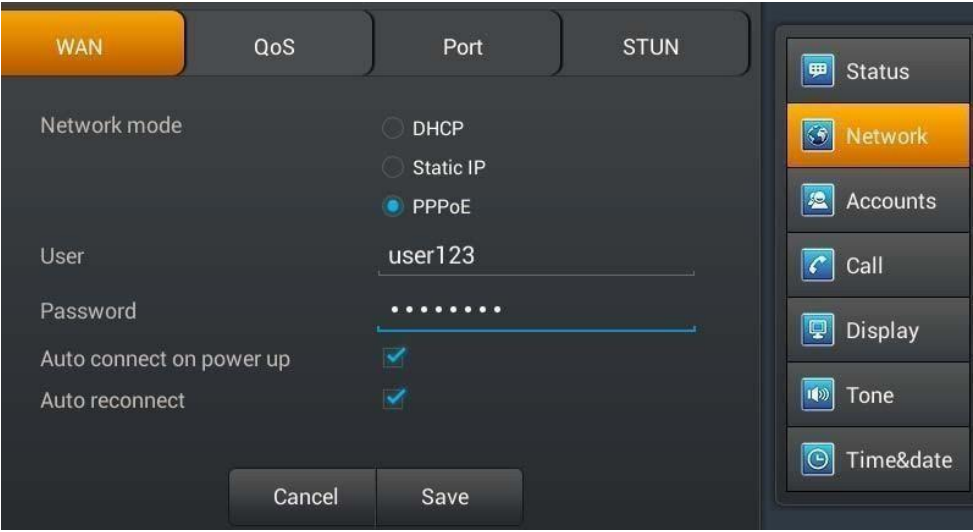 WAN QoS Port STUN
Network mode
DHCP
Static IP
PPPoE
User user123
Password ••••••••
Auto connect on power up
Auto reconnect
Cancel Save
Status
Network
Accounts
Call
Display
Tone
Time&date